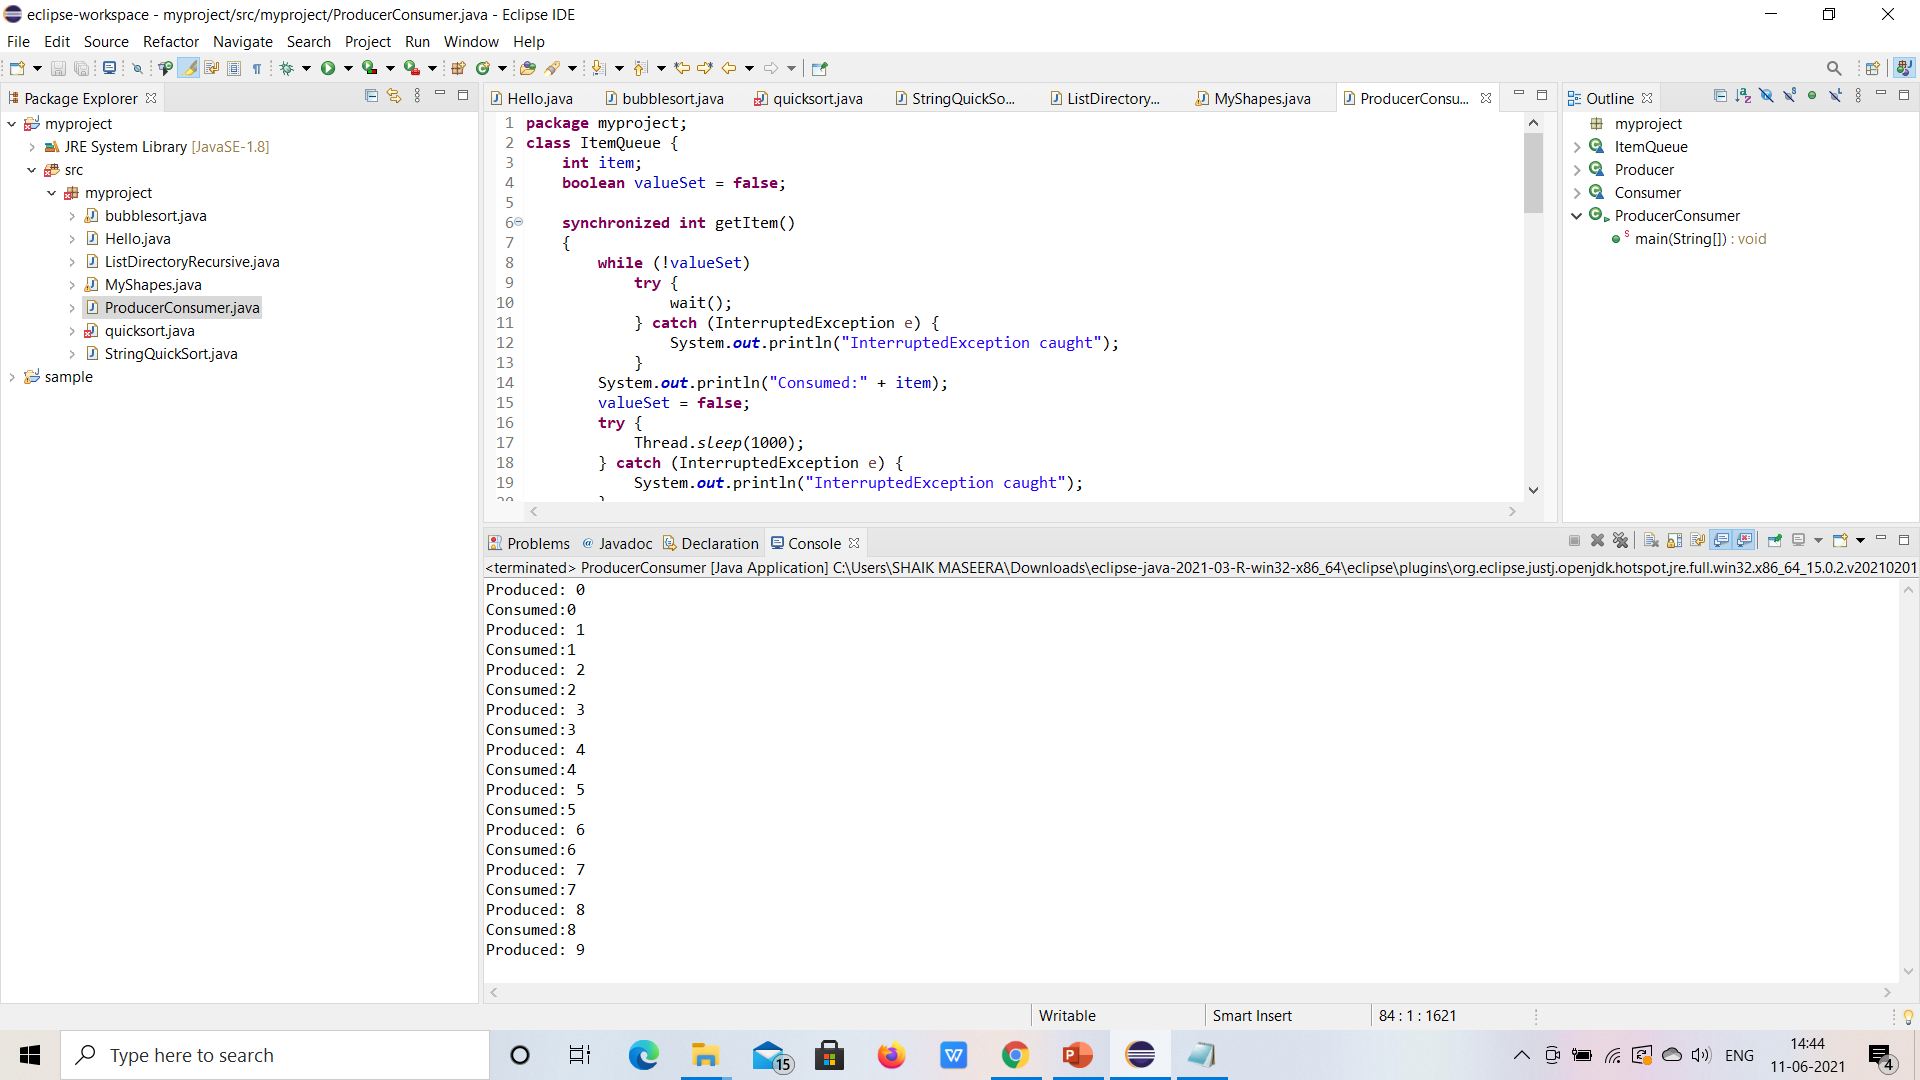 eclipse-workspace - myproject/src/myproject/ProducerConsumer.java - Eclipse IDE
File Edit Source Refactor Navigate Search Project Run Window Help
Package Explorer
myproject
JRE System Library [JavaSE-1.8]
src
myproject
bubblesort.java
Hello.java
ListDirectoryRecursive.java
MyShapes.java
ProducerConsumer.java
quicksort.java
StringQuickSort.java
sample
Hello.java bubblesort.java quicksort.java StringQuickSo... ListDirectory... MyShapes.java ProducerConsu...
1 package myproject;
2 class ItemQueue {
3 int item;
4 boolean valueSet = false;
5
6 synchronized int getItem()
7 {
8 while (!valueSet)
9 try {
10 wait();
11 } catch (InterruptedException e) {
12 System.out.println("InterruptedException caught");
13 }
14 System.out.println("Consumed:" + item);
15 valueSet = false;
16 try {
17 Thread.sleep(1000);
18 } catch (InterruptedException e) {
19 System.out.println("InterruptedException caught");
Outline
myproject
ItemQueue
Producer
Consumer
ProducerConsumer
main(String[]) : void
Problems @ Javadoc Declaration Console
<terminated> ProducerConsumer [Java Application] C:\Users\SHAIK MASEERA\Downloads\eclipse-java-2021-03-R-win32-x86_64\eclipse\plugins\org.eclipse.justj.openjdk.hotspot.jre.full.win32.x86_64_15.0.2.v20210201
Produced: 0
Consumed:0
Produced: 1
Consumed:1
Produced: 2
Consumed:2
Produced: 3
Consumed:3
Produced: 4
Consumed:4
Produced: 5
Consumed:5
Produced: 6
Consumed:6
Produced: 7
Consumed:7
Produced: 8
Consumed:8
Produced: 9
Writable Smart Insert 84 : 1 : 1621
Type here to search
15
ENG
14:44
11-06-2021
4